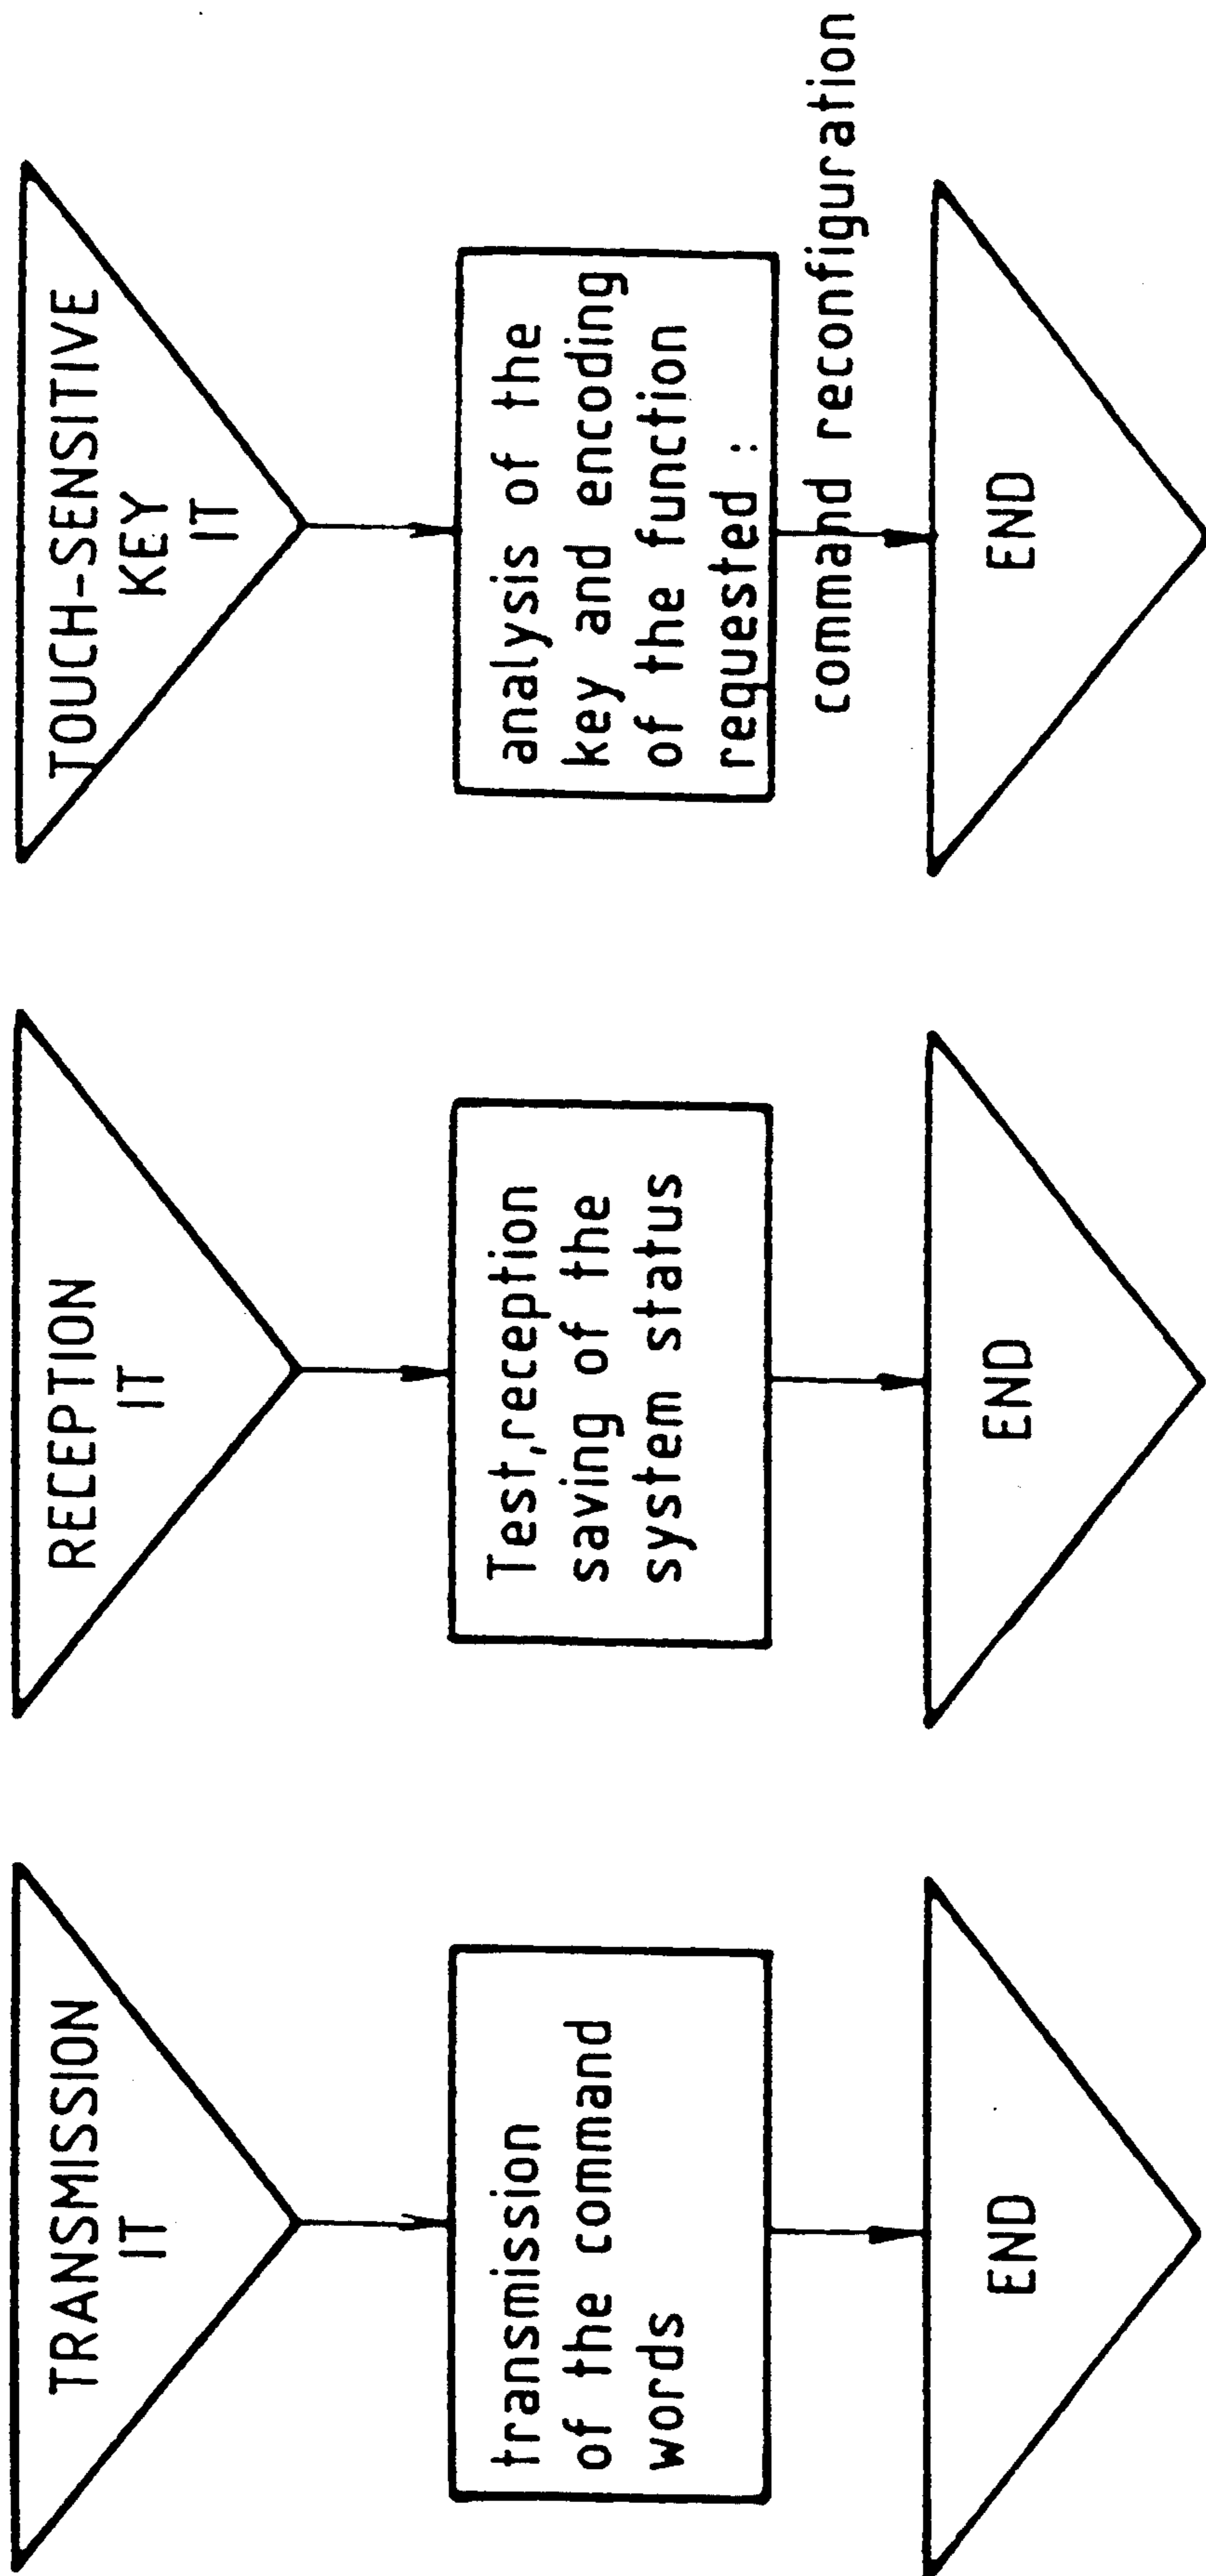 TRANSMISSION
IT
transmission
of the command
words
END
RECEPTION
IT
Test,reception
saving of the
system status
END
TOUCH-SENSITIVE
KEY
IT
analysis of the
key and encoding
of the function
requested :
command reconfiguration
END